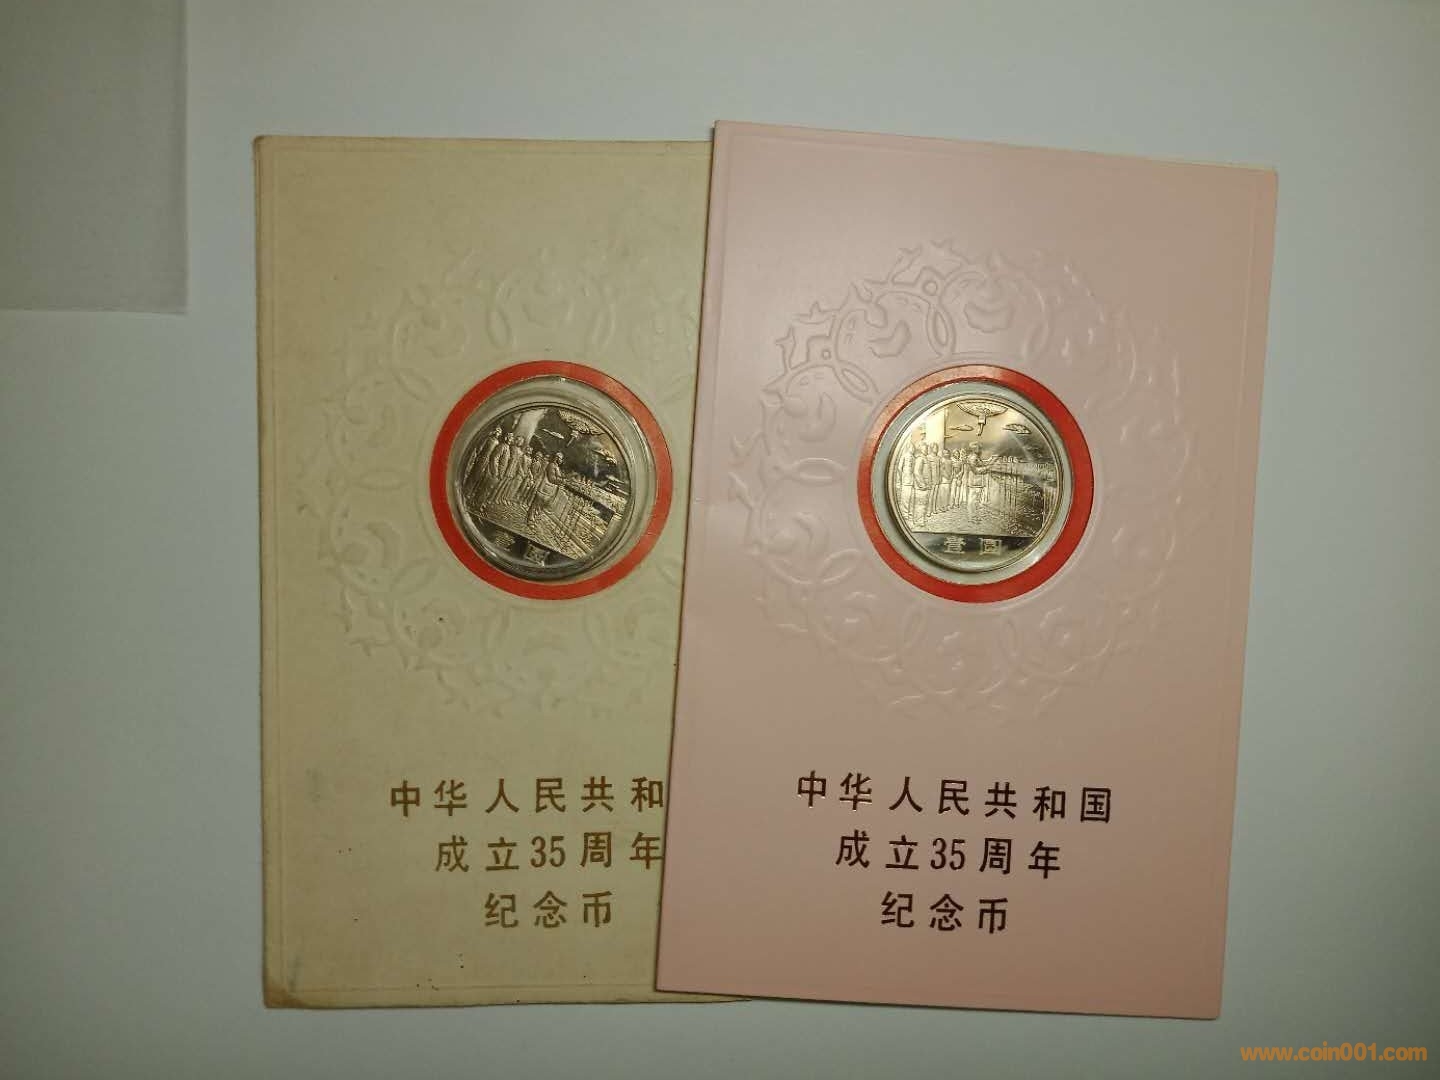 壹圆
中华人民共和
成立35周年
纪念币
壹圆
中华人民共和国
成立35周年
纪念币
www.coin001.com